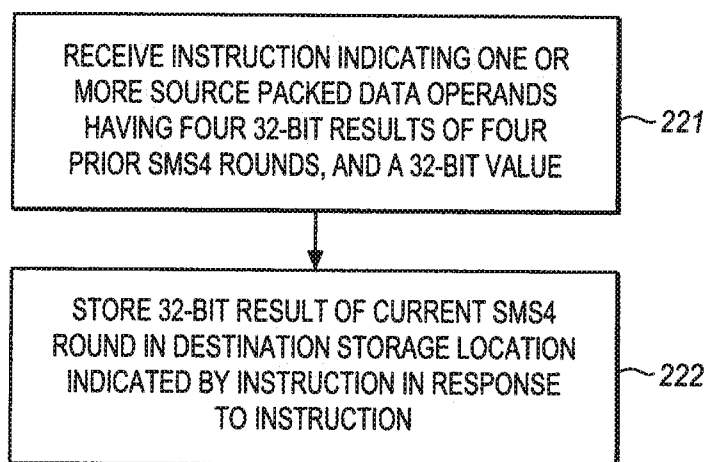 RECEIVE INSTRUCTION INDICATING ONE OR
MORE SOURCE PACKED DATA OPERANDS
HAVING FOUR 32-BIT RESULTS OF FOUR
PRIOR SMS4 ROUNDS, AND A 32-BIT VALUE
221
STORE 32-BIT RESULT OF CURRENT SMS4
ROUND IN DESTINATION STORAGE LOCATION
INDICATED BY INSTRUCTION IN RESPONSE
TO INSTRUCTION
222